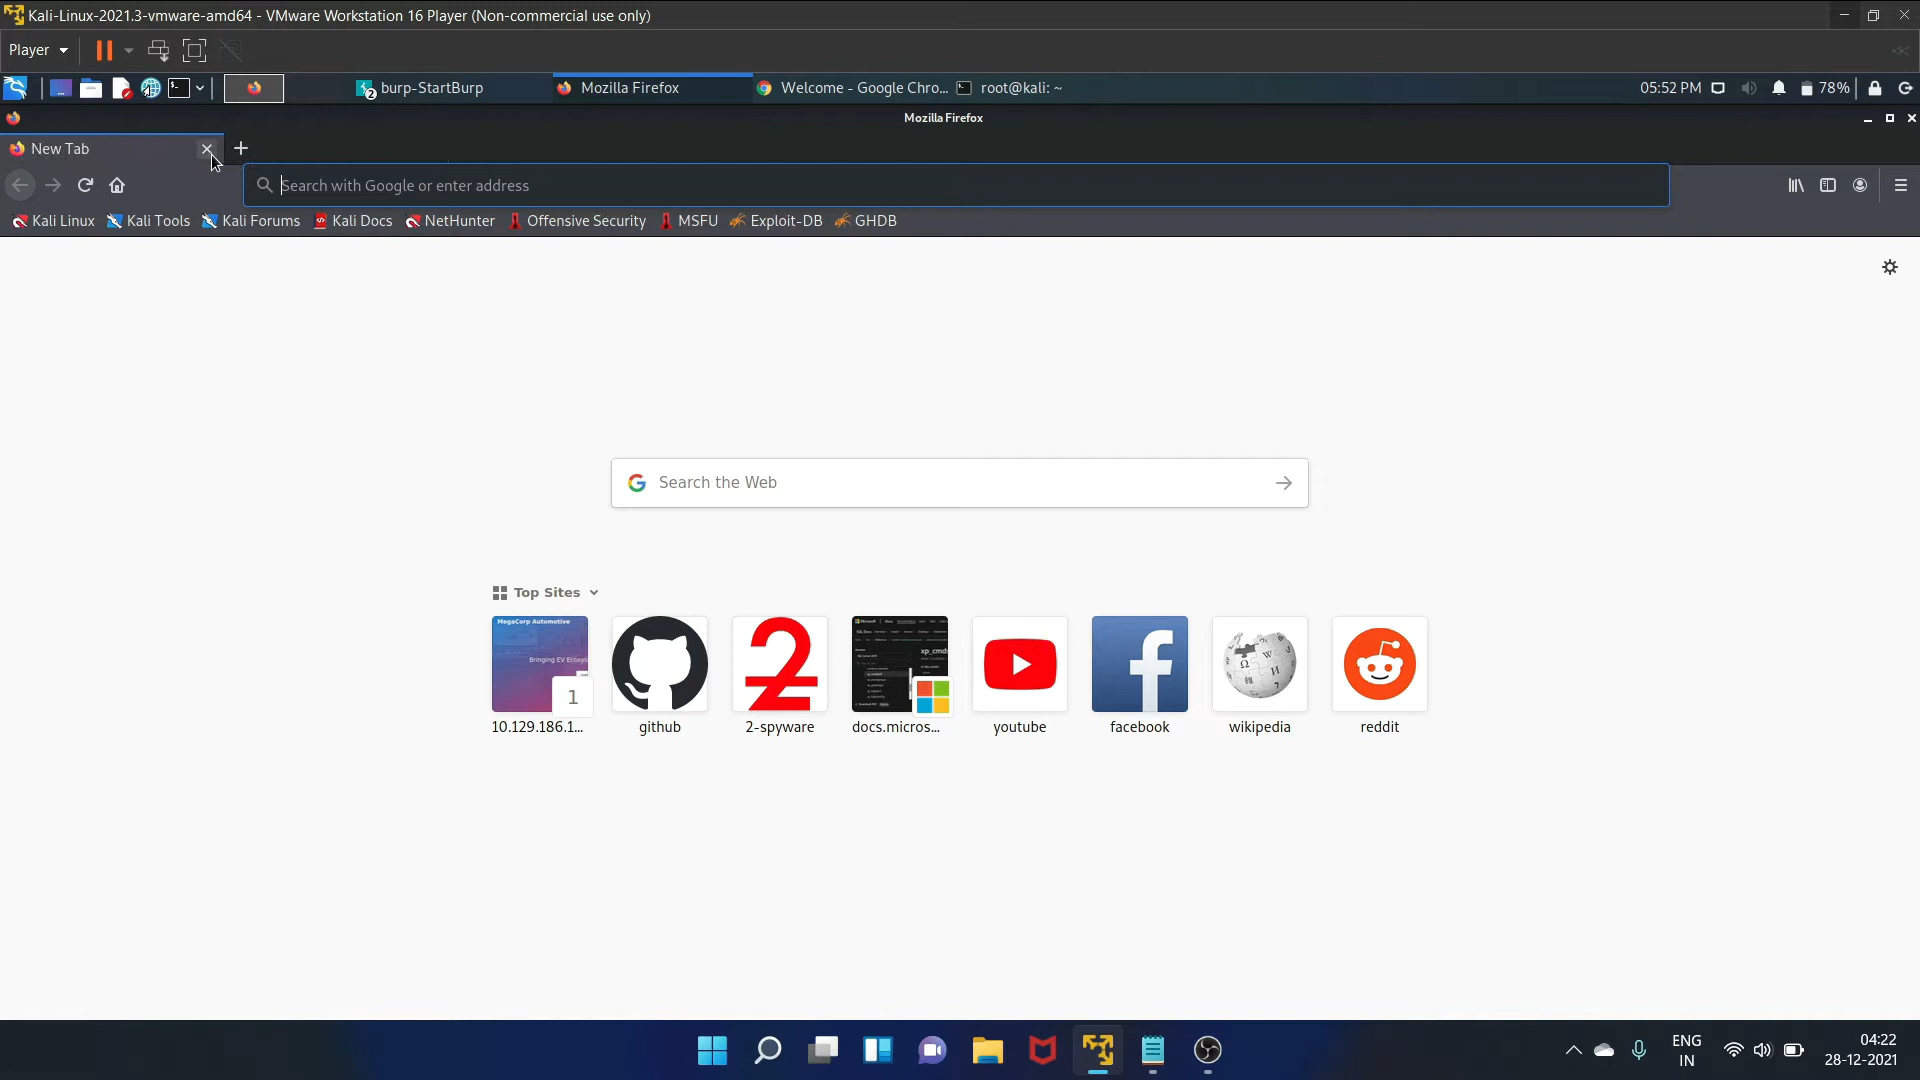 Kali-Linux-2021.3-vmware-amd64 - VMware Workstation 16 Player (Non-commercial use only)
Player
burp-StartBurp
Mozilla Firefox
Welcome - Google Chro...
root@kali: ~
05:52 PM
78%
Mozilla Firefox
New Tab
Search with Google or enter address
Kali Linux
Kali Tools
Kali Forums
Kali Docs
NetHunter
Offensive Security
MSFU
Exploit-DB
GHDB
Search the Web
Top Sites
MegaCorp Automotive
Bringing EV Ecosys
1
10.129.186.1...
github
2-spyware
docs.micros...
youtube
facebook
wikipedia
reddit
ENG
IN
04:22
28-12-2021